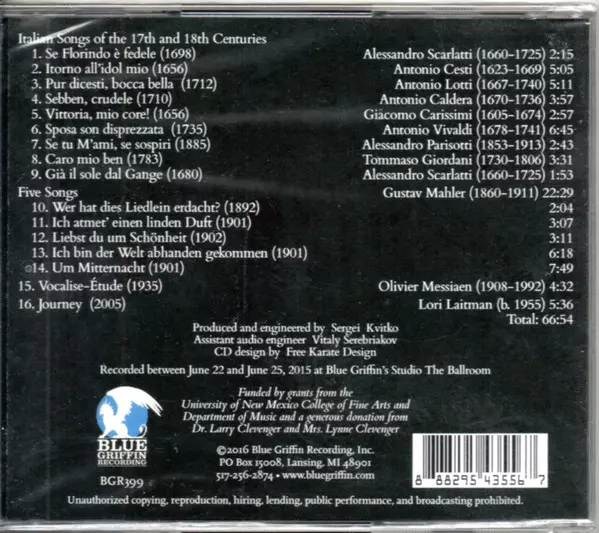 Italian Songs of the 17th and 18th Centuries
1. Se Florindo è fedele (1698) Alessandro Scarlatti (1660-1725) 2:15
2. Itorno all'idol mio (1656) Antonio Cesti (1623-1669) 5:05
3. Pur dicesti, bocca bella (1712) Antonio Lotti (1667-1740) 5:11
4. Sebben, crudele (1710) Antonio Caldera (1670-1736) 3:57
5. Vittoria, mio core! (1656) Giacomo Carissimi (1605-1674) 2:57
6. Sposa son disprezzata (1735) Antonio Vivaldi (1678-1741) 6:45
7. Se tu M'ami, se sospiri (1885) Alessandro Parisotti (1853-1913) 2:43
8. Caro mio ben (1783) Tommaso Giordani (1730-1806) 3:31
9. Già il sole dal Gange (1680) Alessandro Scarlatti (1660-1725) 1:53
Five Songs Gustav Mahler (1860-1911) 22:29
10. Wer hat dies Liedlein erdacht? (1892) 2:04
11. Ich atmet' einen linden Duft (1901) 3:07
12. Liebst du um Schönheit (1902) 3:11
13. Ich bin der Welt abhanden gekommen (1901) 6:18
14. Um Mitternacht (1901) 7:49
15. Vocalise-Étude (1935) Olivier Messiaen (1908-1992) 4:32
16. Journey (2005) Lori Laitman (b. 1955) 5:36
Total: 66:54
Produced and engineered by Sergei Kvitko
Assistant audio engineer Vitaly Serebriakov
CD design by Free Karate Design
Recorded between June 22 and June 25, 2015 at Blue Griffin's Studio The Ballroom
Funded by grants from the
University of New Mexico College of Fine Arts and
Department of Music and a generous donation from
Dr. Larry Clevenger and Mrs. Lynne Clevenger
BLUE
GRIFFIN
RECORDING
BGR399
©2016 Blue Griffin Recording, Inc.
PO Box 15008, Lansing, MI 48901
517-256-2874 • www.bluegriffin.com
8 88295 43556 7
Unauthorized copying, reproduction, hiring, lending, public performance, and broadcasting prohibited.